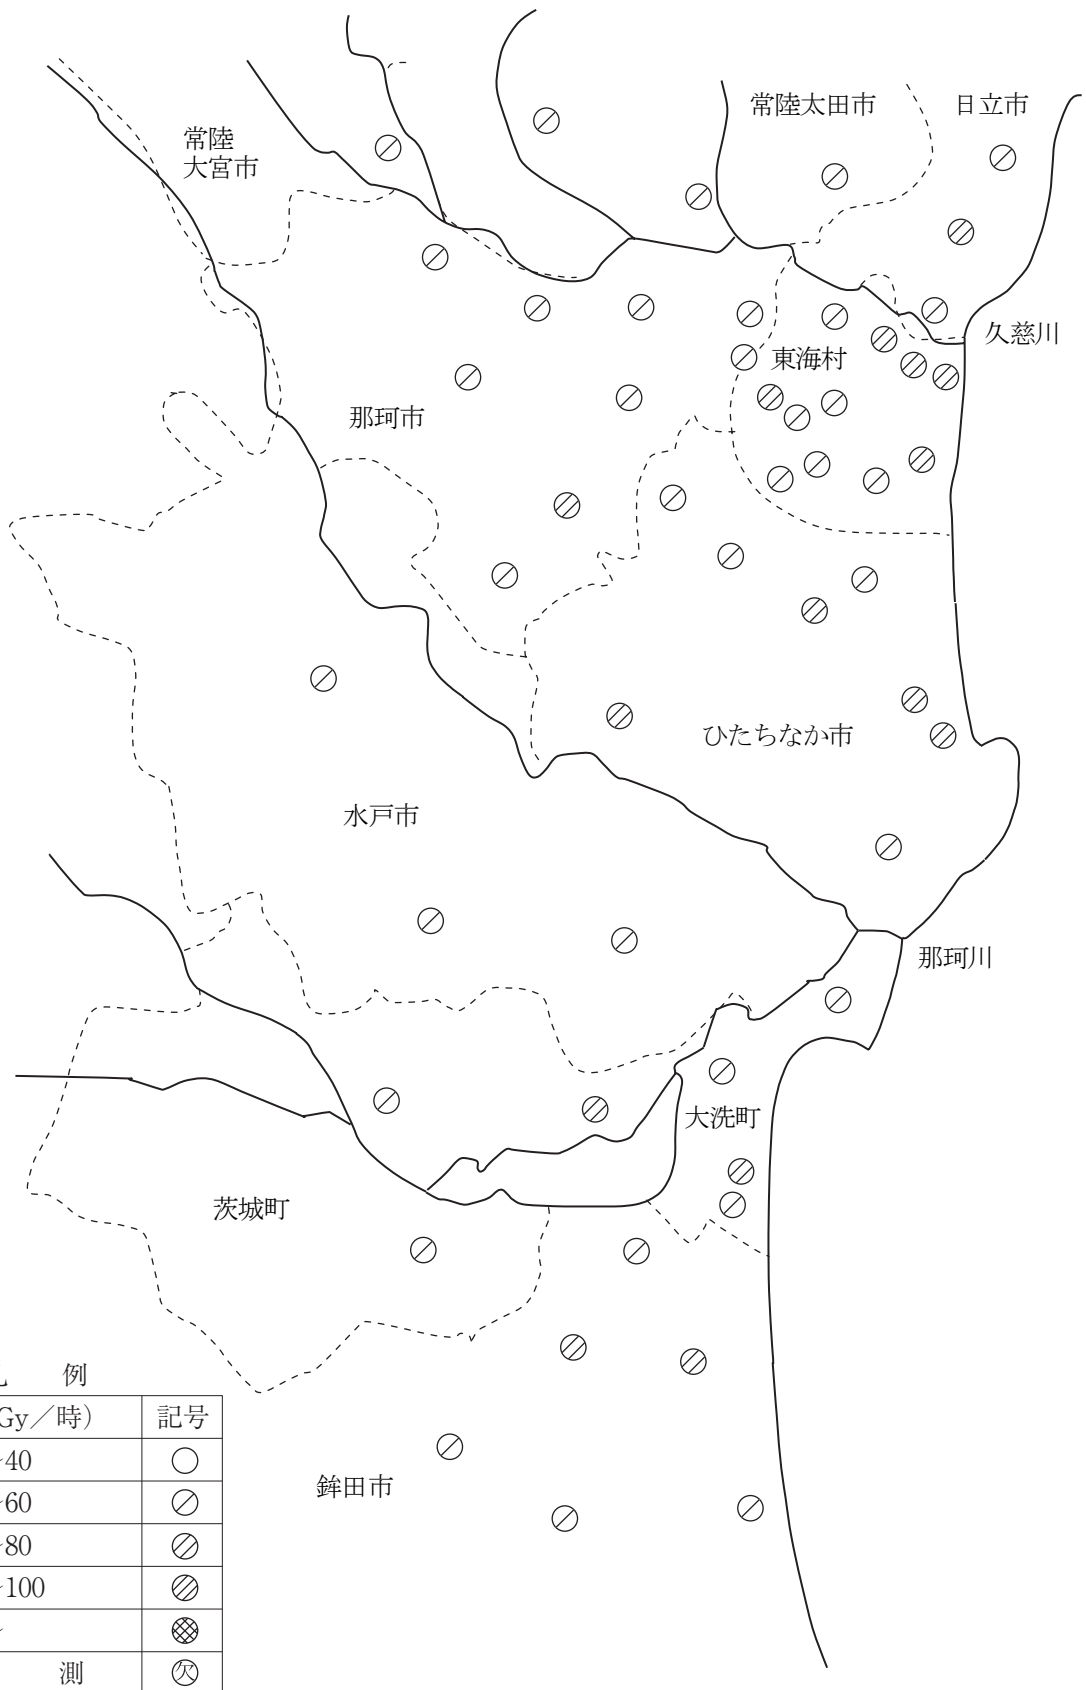 常陸太田市
日立市
常陸
大宮市
久慈川
東海村
那珂市
ひたちなか市
水戸市
那珂川
大洗町
茨城町
例
Gy／時）
記号
40
60
80
~100
~
鉾田市
測
欠